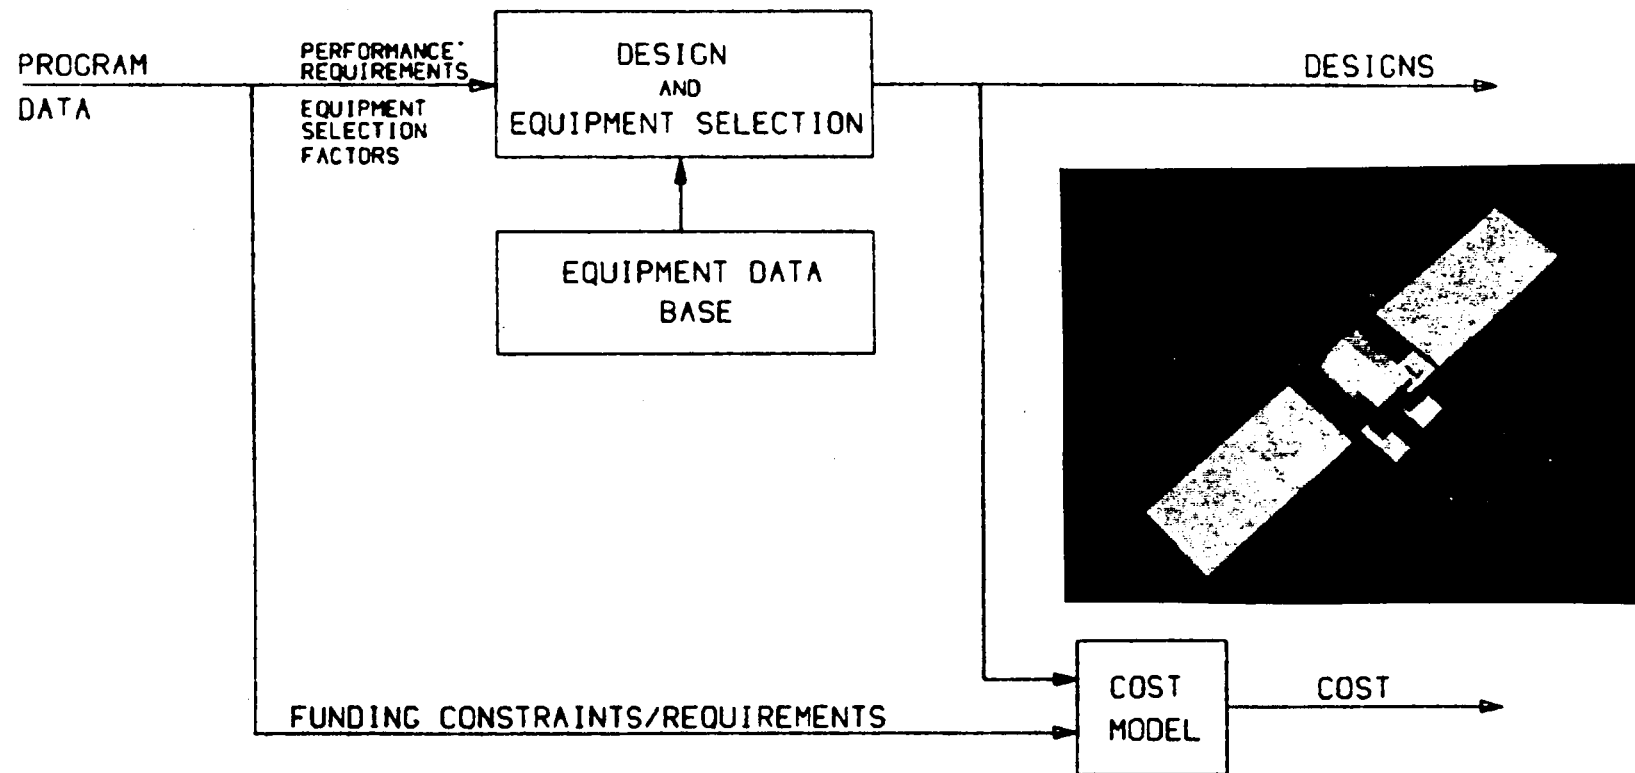 PROGRAM
DATA
PERFORMANCE
REQUIREMENTS
EQUIPMENT
SELECTION
FACTORS
DESIGN
AND
EQUIPMENT SELECTION
DESIGNS
EQUIPMENT DATA
BASE
FUNDING CONSTRAINTS/REQUIREMENTS
COST
MODEL
COST